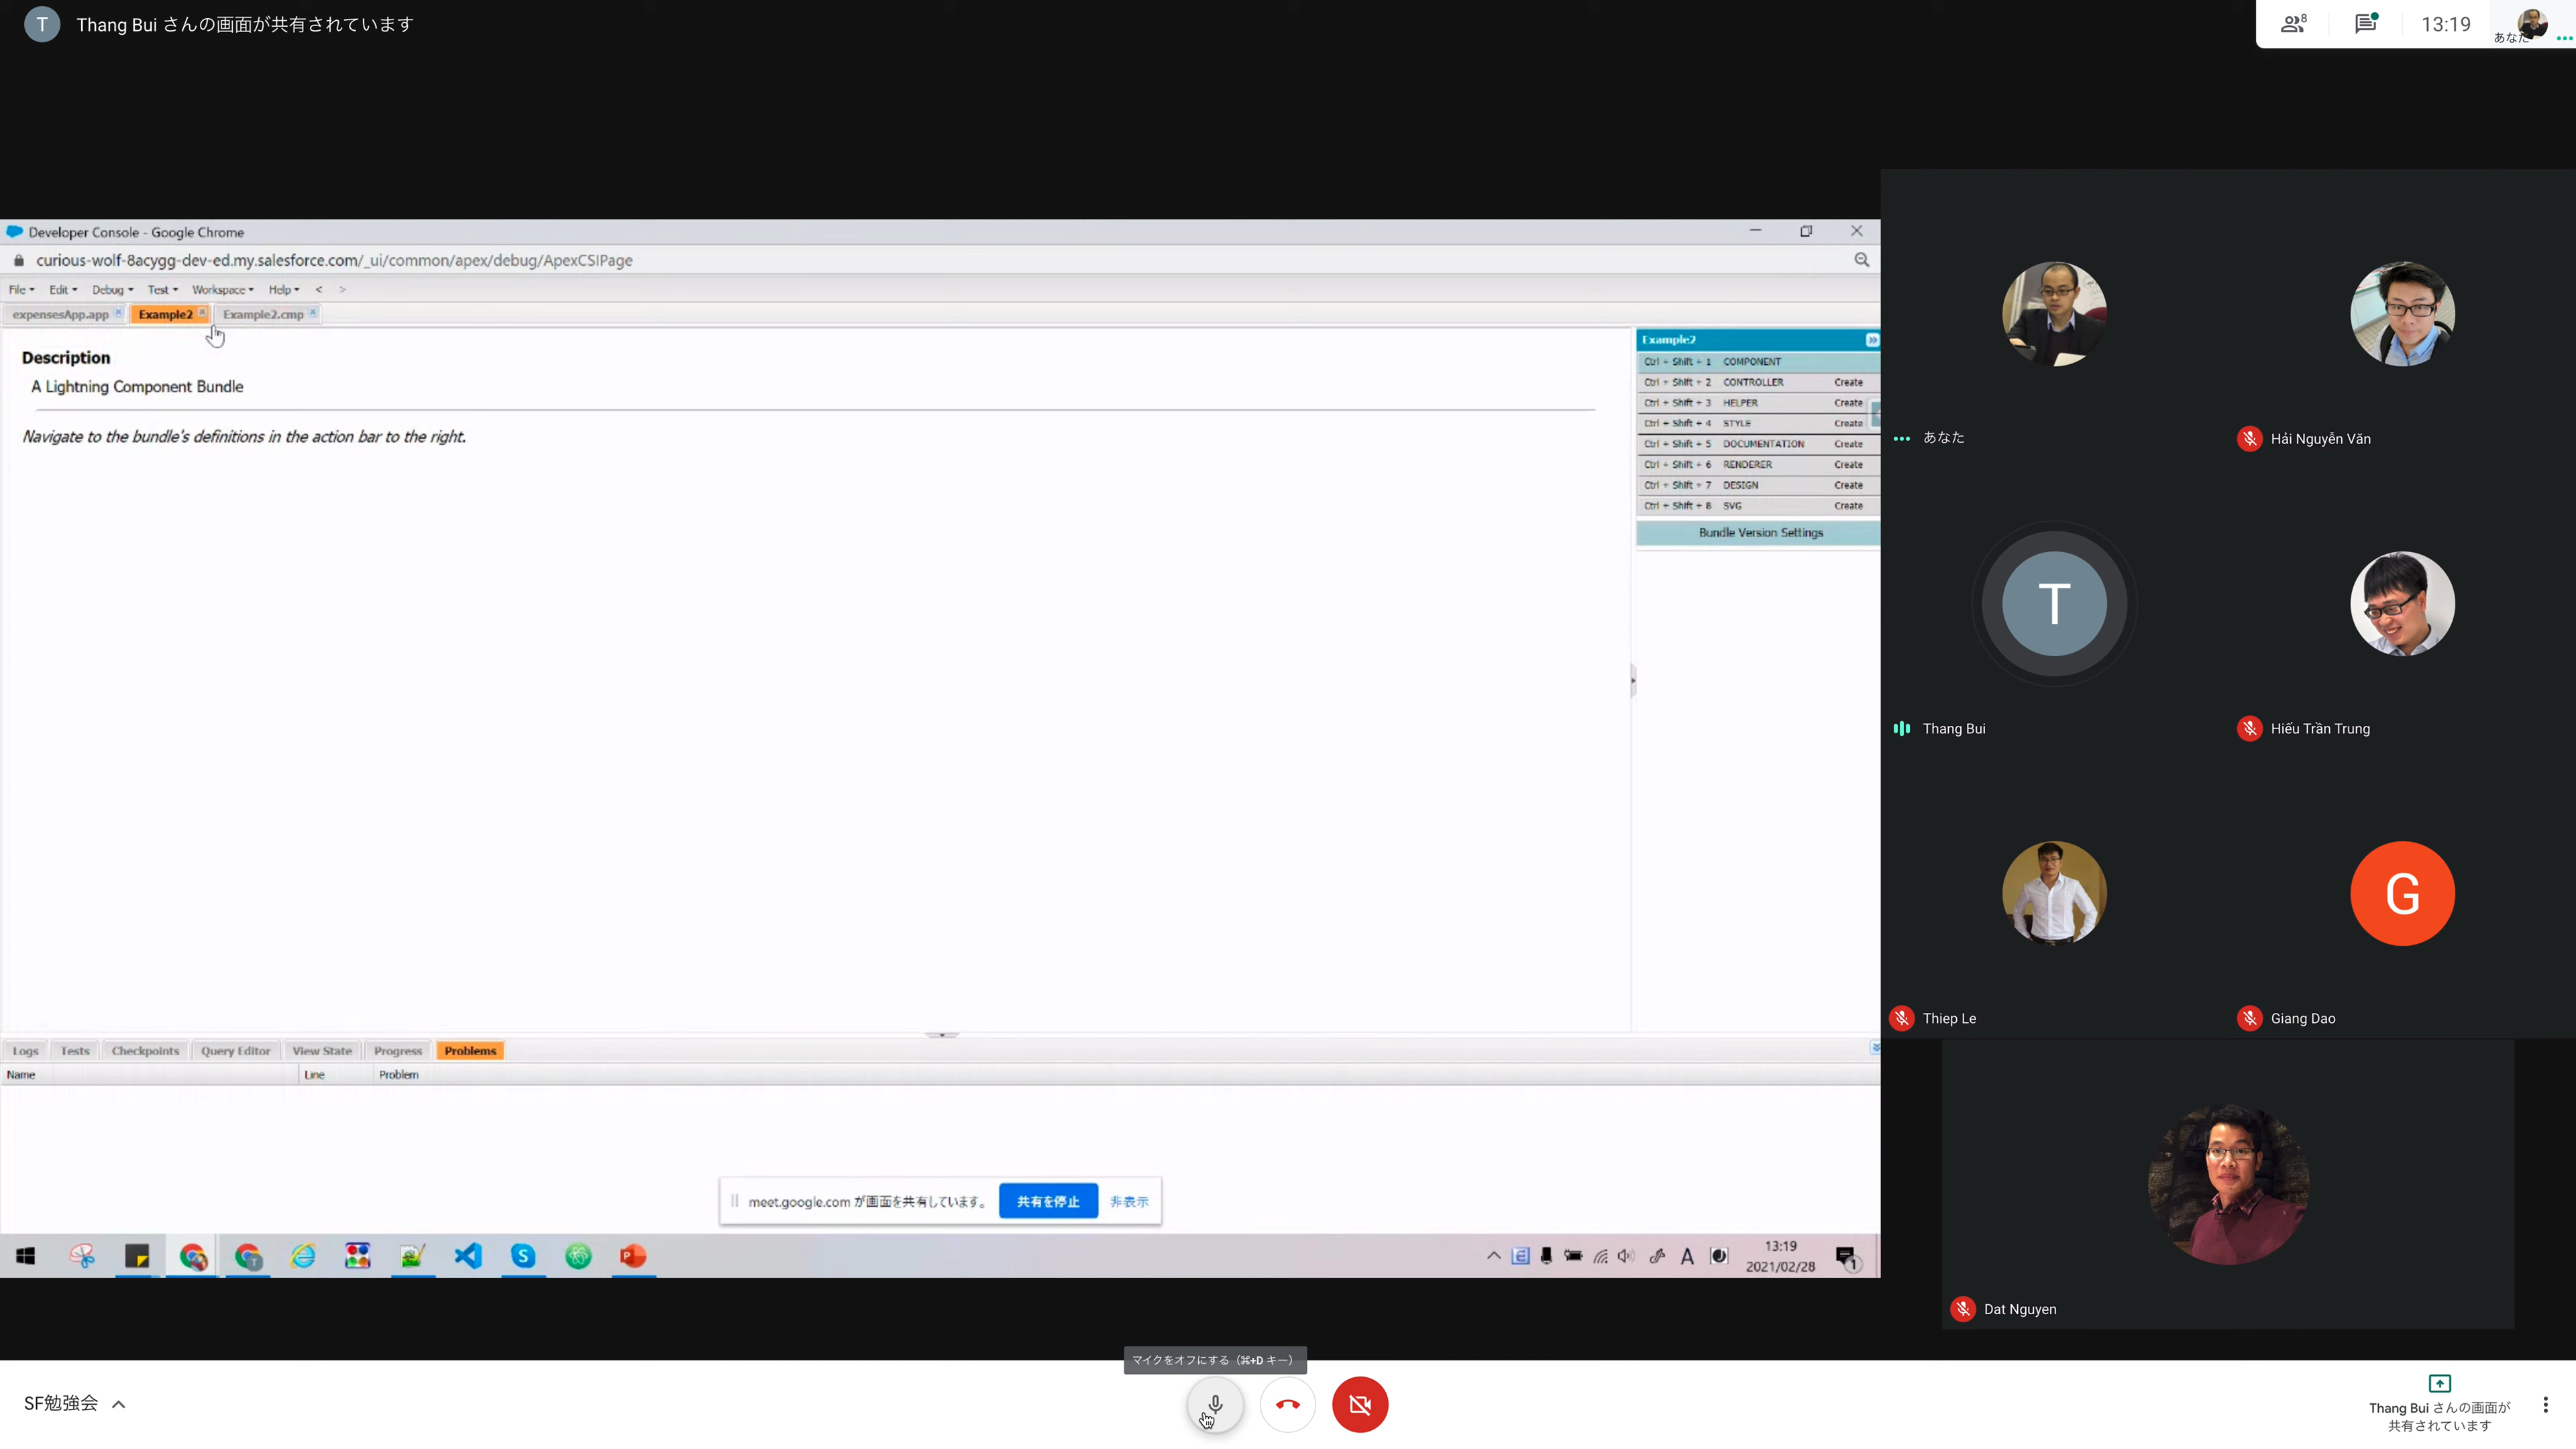 T Thang Bui さんの画面が共有されています
8
13:19
あなた
Developer Console - Google Chrome
curious-wolf-8acygg-dev-ed.my.salesforce.com/_ui/common/apex/debug/ApexCSIPage
File Edit Debug Test Workspace Help < >
expensesApp.app Example2 Example2.cmp
Description
A Lightning Component Bundle
Navigate to the bundle's definitions in the action bar to the right.
Example2
Ctrl + Shift + 1 COMPONENT
Ctrl + Shift + 2 CONTROLLER Create
Ctrl + Shift + 3 HELPER Create
Ctrl + Shift + 4 STYLE Create
Ctrl + Shift + 5 DOCUMENTATION Create
Ctrl + Shift + 6 RENDERER Create
Ctrl + Shift + 7 DESIGN Create
Ctrl + Shift + 8 SVG Create
Bundle Version Settings
Logs Tests Checkpoints Query Editor View State Progress Problems
Name Line Problem
meet.google.com が画面を共有しています。 共有を停止 非表示
A
13:19
2021/02/28
1
あなた
Hải Nguyễn Văn
T
Thang Bui
Hiếu Trần Trung
G
Thiep Le
Giang Dao
Dat Nguyen
マイクをオフにする（⌘+D キー）
SF勉強会
Thang Bui さんの画面が
共有されています